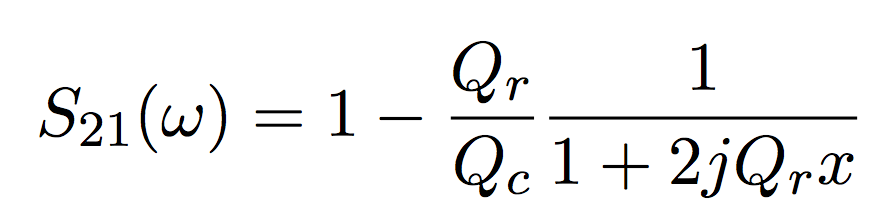 S_{21}(\omega) = 1 - \frac{Q_r}{Q_c} \frac{1}{1 + 2jQ_r x}